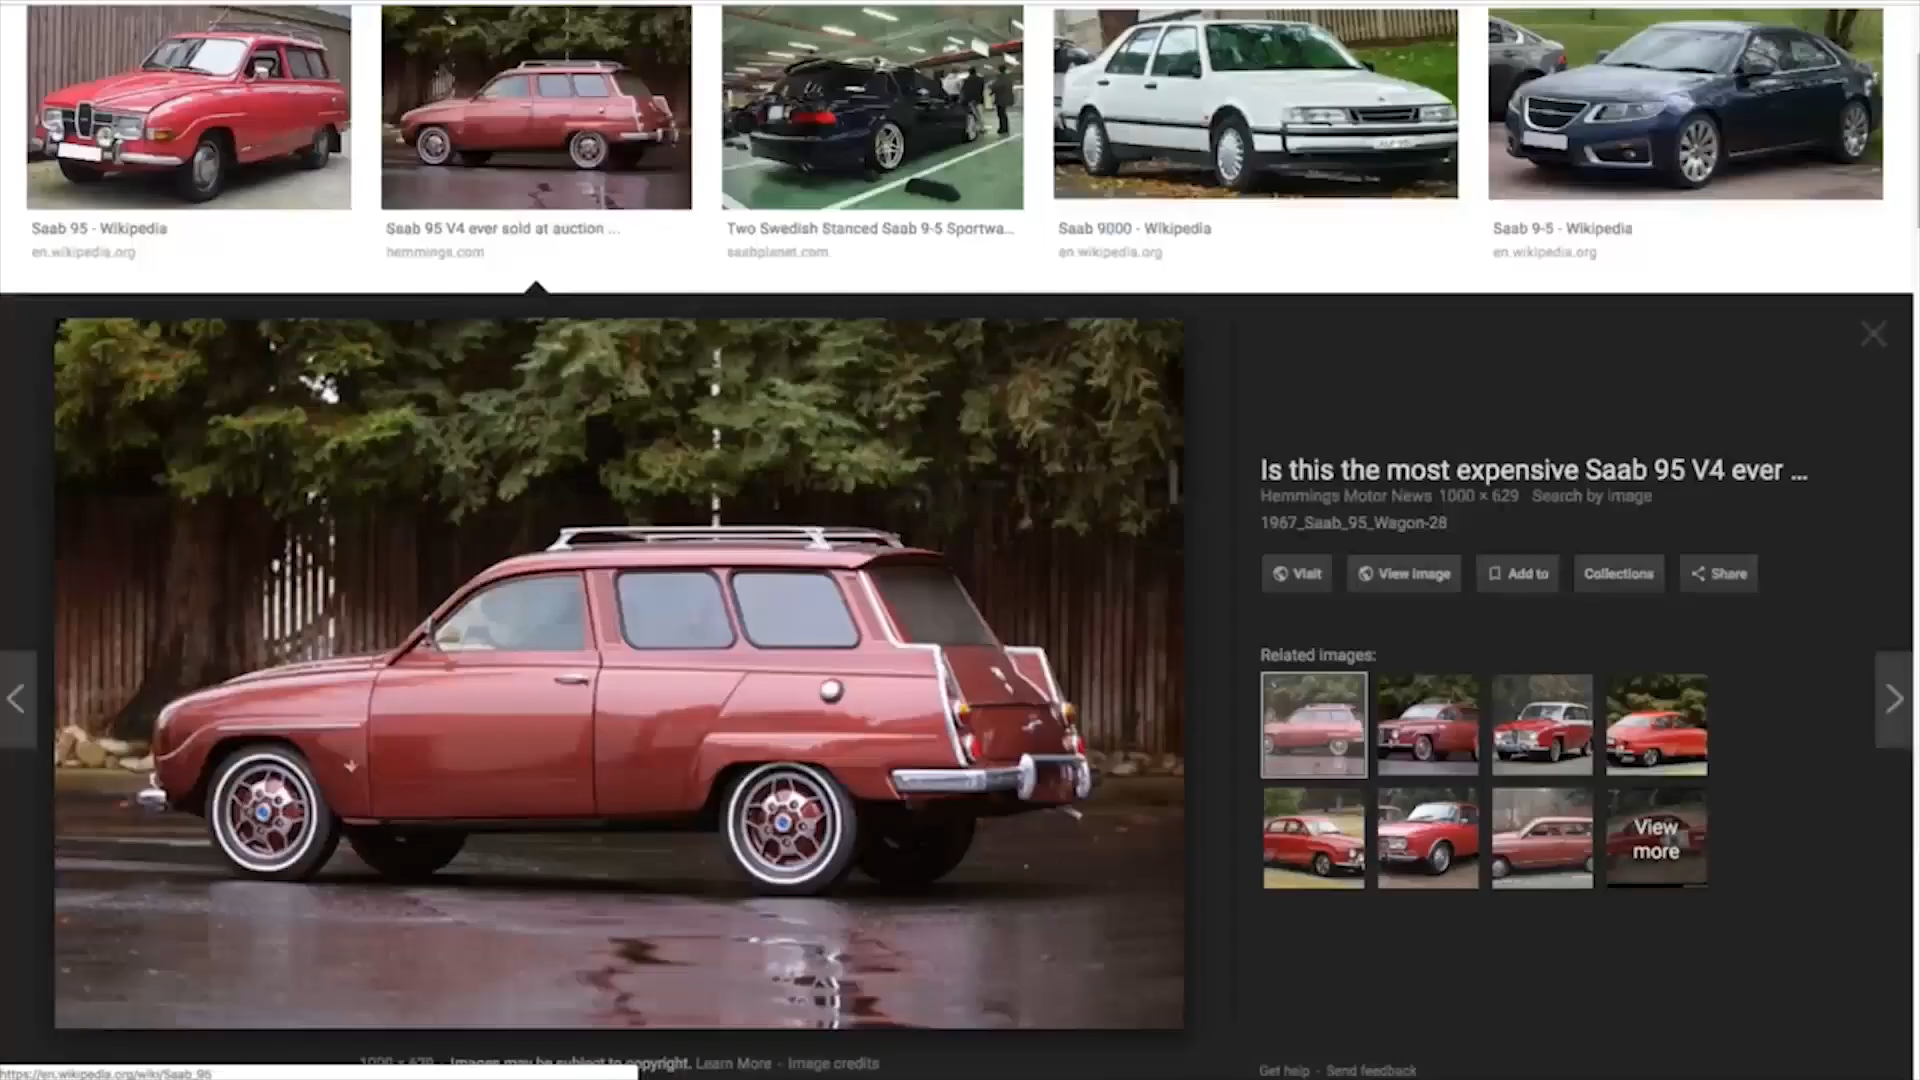 Saab 95 - Wikipedia
en.wikipedia.org
Saab 95 V4 ever sold at auction ...
hemmings.com
Two Swedish Stanced Saab 9-5 Sportwa...
saabplanet.com
Saab 9000 - Wikipedia
en.wikipedia.org
Saab 9-5 - Wikipedia
en.wikipedia.org
Is this the most expensive Saab 95 V4 ever ...
Hemmings Motor News 1000 × 629 Search by image
1967_Saab_95_Wagon-28
Visit
View image
Add to
Collections
Share
Related images:
View
more
1000 × 629 - Images may be subject to copyright. Learn More - Image credits
https://en.wikipedia.org/wiki/Saab_95
Get help - Send feedback